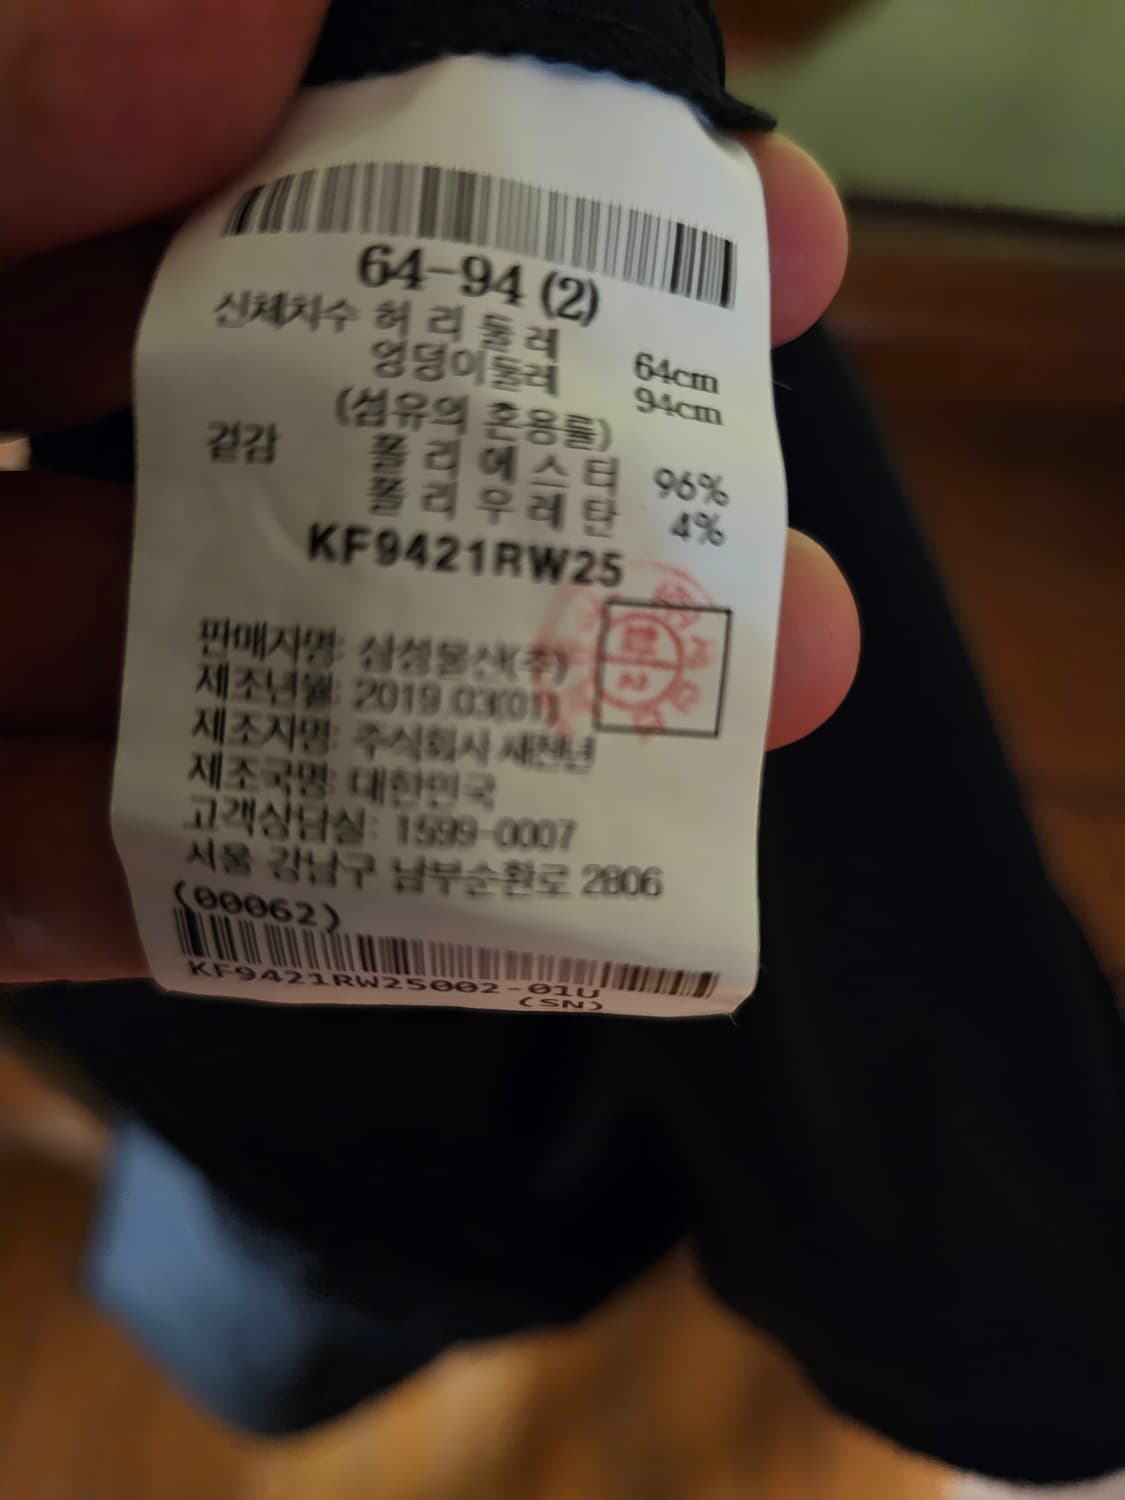 64-94 (2)
신체치수 허 리 둘 레 64cm
엉덩이둘레 94cm
(섬유의 혼용률)
겉감 폴 리 에 스 터 96%
폴 리 우 레 탄 4%
KF9421RW25
판매자명: 삼성물산(주)
제조년월: 2019.03(01)
제조자명: 주식회사 새천년
제조국명: 대한민국
고객상담실: 1599-0007
서울 강남구 남부순환로 2806
(00062)
KF9421RW25002-01U
(SN)